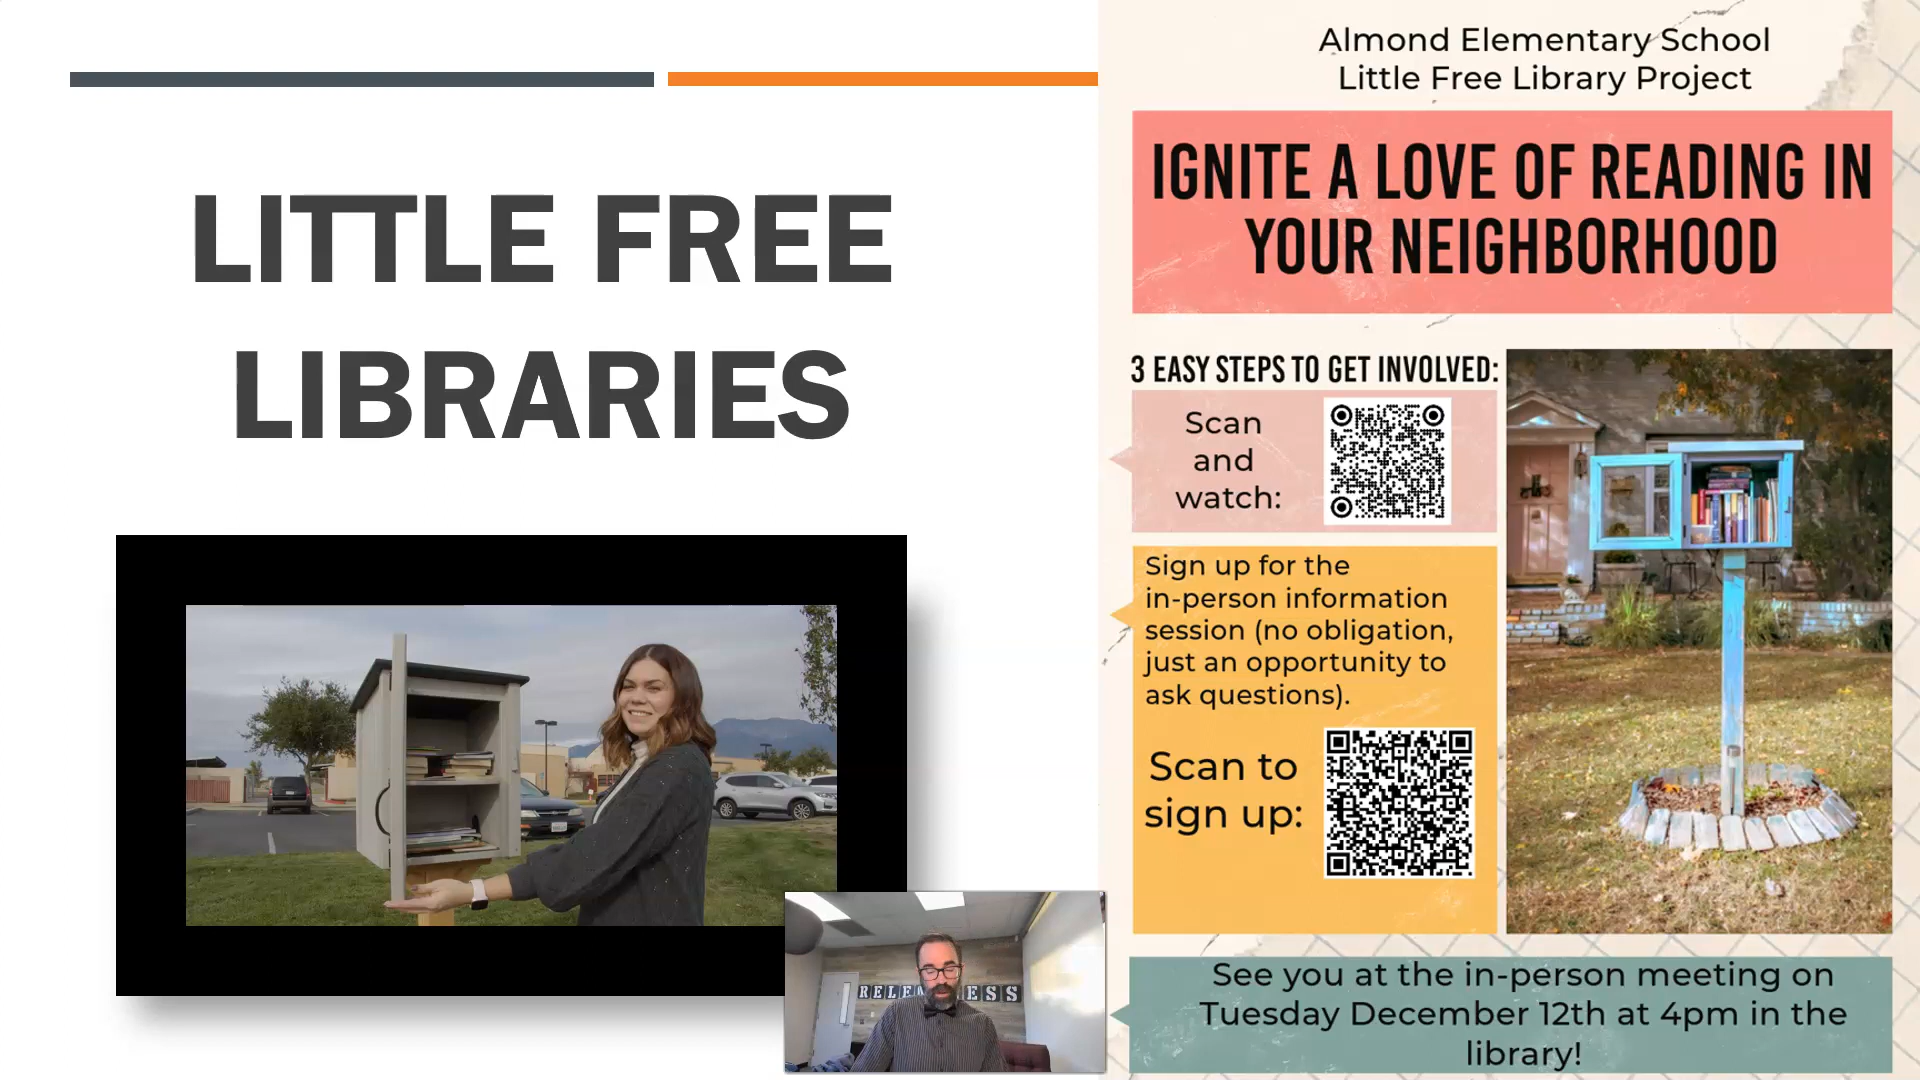 LITTLE FREE
LIBRARIES
Almond Elementary School
Little Free Library Project
IGNITE A LOVE OF READING IN
YOUR NEIGHBORHOOD
3 EASY STEPS TO GET INVOLVED:
Scan
and
watch:
Sign up for the
in-person information
session (no obligation,
just an opportunity to
ask questions).
Scan to
sign up:
See you at the in-person meeting on
Tuesday December 12th at 4pm in the
library!